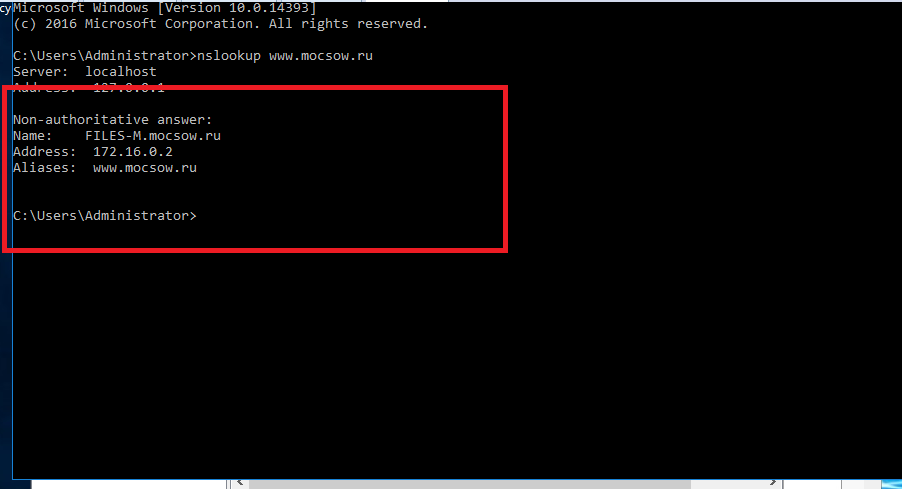 cy
Microsoft Windows [Version 10.0.14393]
(c) 2016 Microsoft Corporation. All rights reserved.
C:\Users\Administrator>nslookup www.mocsow.ru
Server:  localhost
Address:  127.0.0.1
Non-authoritative answer:
Name:    FILES-M.mocsow.ru
Address:  172.16.0.2
Aliases:  www.mocsow.ru
C:\Users\Administrator>